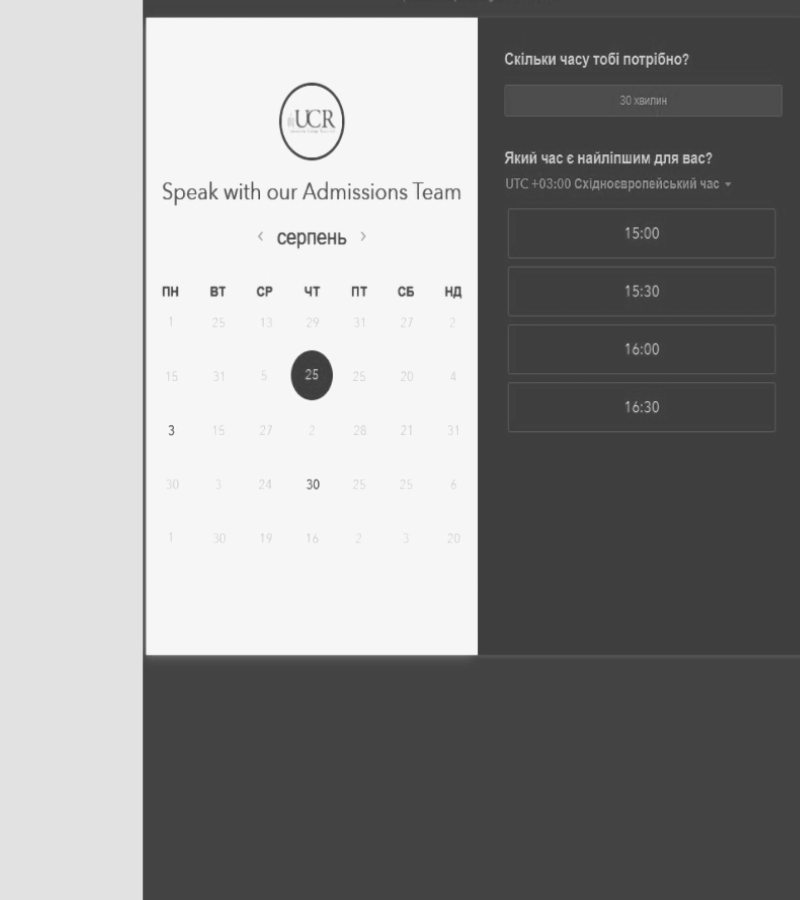 UCR
Speak with our Admissions Team
‹ серпень ›
ПН ВТ СР ЧТ ПТ СБ НД
1 25 13 29 31 27 2
15 31 5 25 25 20 4
3 15 27 2 28 21 31
30 3 24 30 25 25 6
1 30 19 16 2 3 20
Скільки часу тобі потрібно?
30 хвилин
Який час є найліпшим для вас?
UTC +03:00 Східноєвропейський час
15:00
15:30
16:00
16:30